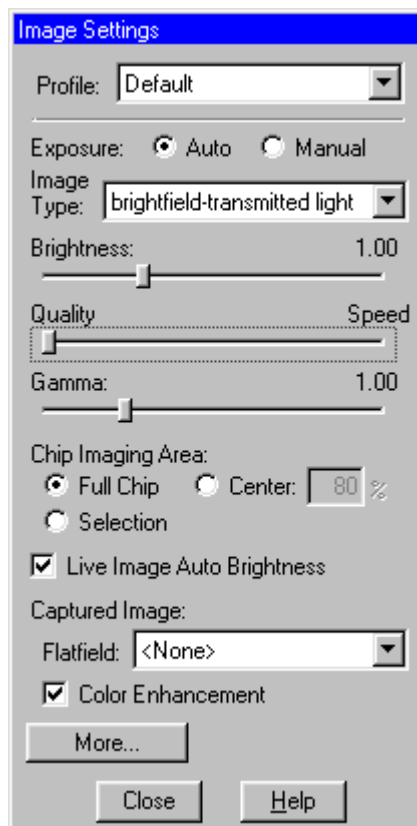 Image Settings
Profile: Default
Exposure: Auto Manual
Image
Type: brightfield-transmitted light
Brightness: 1.00
Quality Speed
Gamma: 1.00
Chip Imaging Area:
Full Chip Center: 80 %
Selection
Live Image Auto Brightness
Captured Image:
Flatfield: <None>
Color Enhancement
More...
Close Help